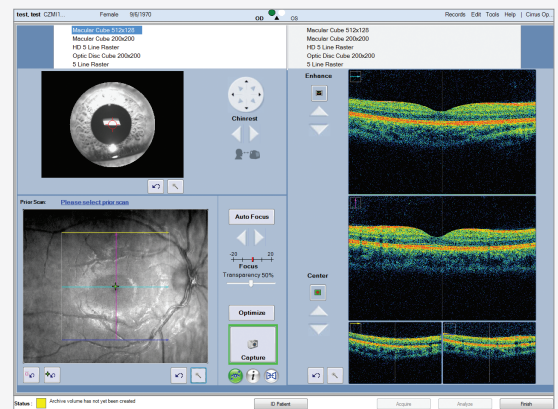 test, test CZMI1... Female 9/6/1970 OD OS Records Edit Tools Help | Cirrus Op..
Macular Cube 512x128
Macular Cube 200x200
HD 5 Line Raster
Optic Disc Cube 200x200
5 Line Raster
Macular Cube 512x128
Macular Cube 200x200
HD 5 Line Raster
Optic Disc Cube 200x200
5 Line Raster
Chinrest
Enhance
Prior Scan Please select prior scan
Auto Focus
-20 20
Focus
Transparency 50%
Optimize
Capture
Center
Status : Archive volume has not yet been created
ID Patient Acquire Analyze Finish